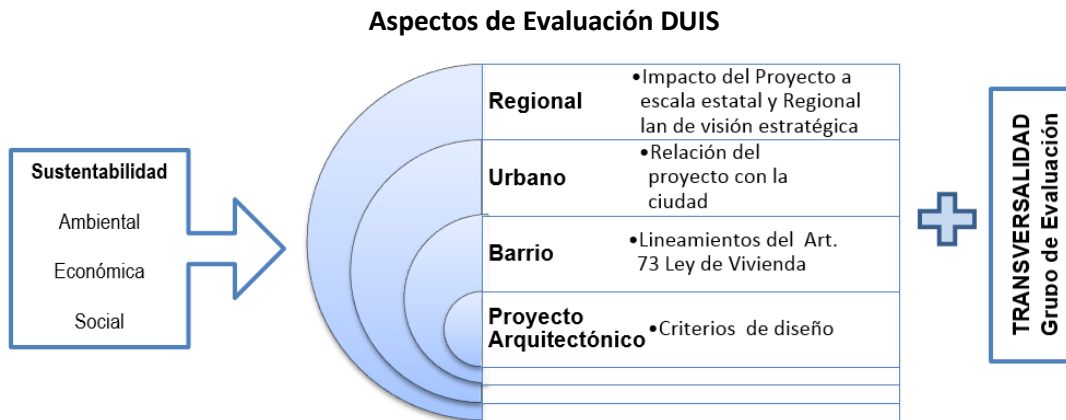 Aspectos de Evaluación DUIS
Sustentabilidad
Ambiental
Económica
Social
Regional
•Impacto del Proyecto a
escala estatal y Regional
lan de visión estratégica
Urbano
•Relación del
proyecto con la
ciudad
Barrio
•Lineamientos del Art.
73 Ley de Vivienda
Proyecto
Arquitectónico
•Criterios de diseño
TRANSVERSALIDAD
Grupo de Evaluación